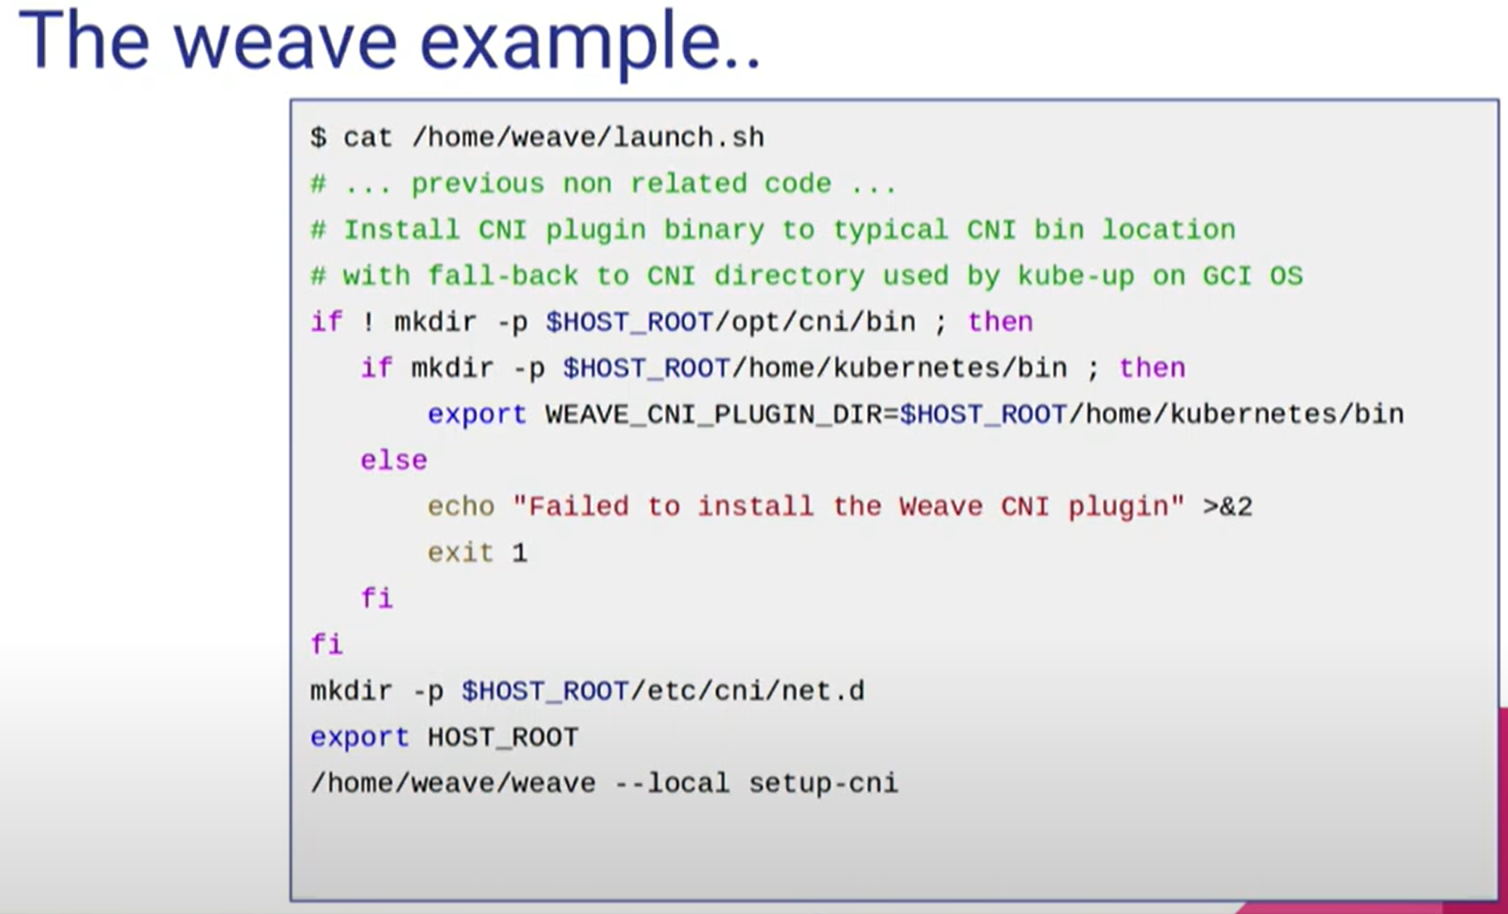 The weave example..
$ cat /home/weave/launch.sh
# ... previous non related code ...
# Install CNI plugin binary to typical CNI bin location
# with fall-back to CNI directory used by kube-up on GCI OS
if ! mkdir -p $HOST_ROOT/opt/cni/bin ; then
if mkdir -p $HOST_ROOT/home/kubernetes/bin ; then
export WEAVE_CNI_PLUGIN_DIR=$HOST_ROOT/home/kubernetes/bin
else
echo "Failed to install the Weave CNI plugin" >&2
exit 1
fi
fi
mkdir -p $HOST_ROOT/etc/cni/net.d
export HOST_ROOT
/home/weave/weave --local setup-cni